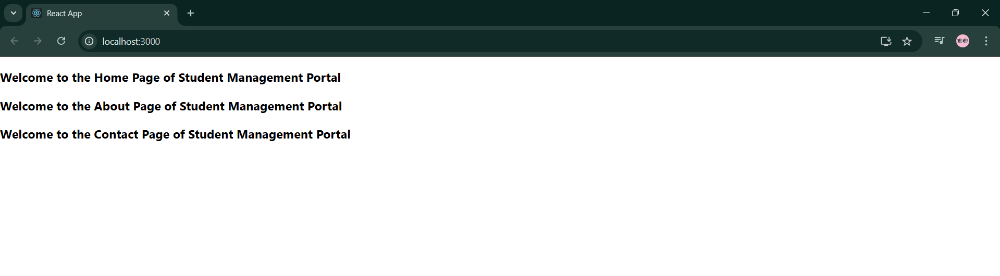 React App
localhost:3000
Welcome to the Home Page of Student Management Portal
Welcome to the About Page of Student Management Portal
Welcome to the Contact Page of Student Management Portal